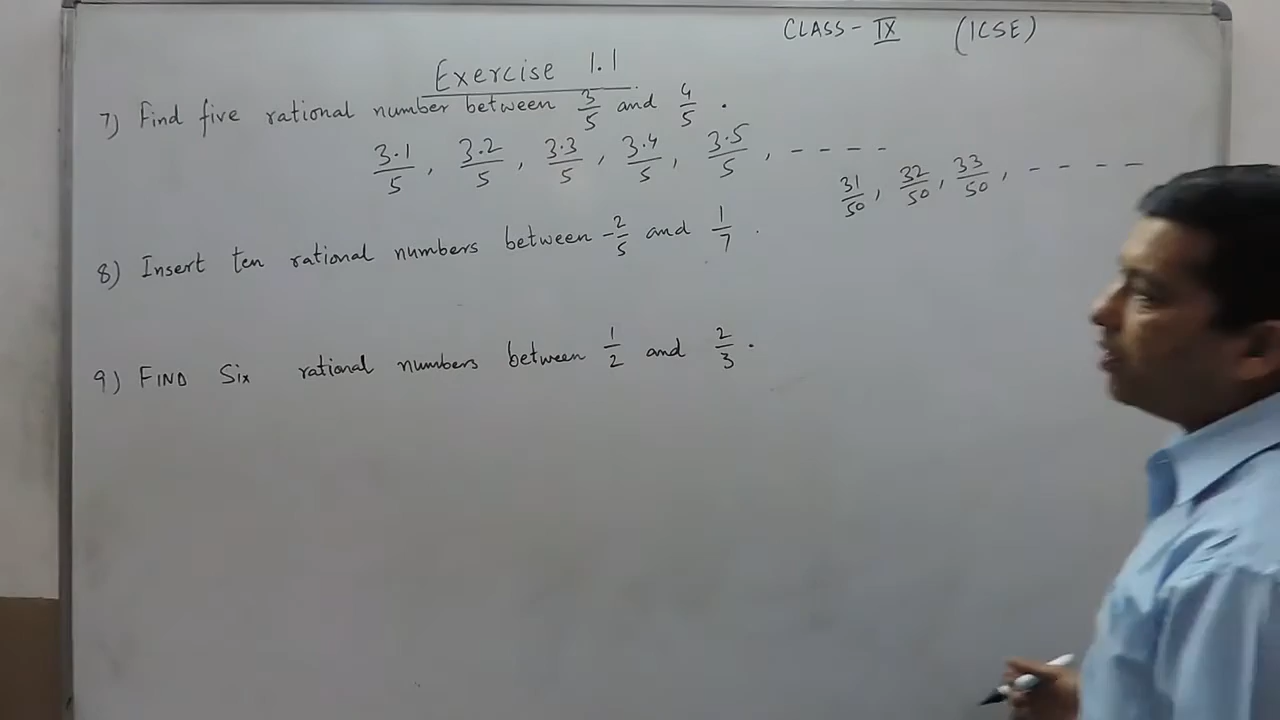 CLASS - IX (ICSE)
Exercise 1.1
7) Find five rational number between 3/5 and 4/5 .
3.1/5, 3.2/5, 3.3/5, 3.4/5, 3.5/5, - - - -
31/50, 32/50, 33/50, - - - -
8) Insert ten rational numbers between -2/5 and 1/7 .
9) FIND Six rational numbers between 1/2 and 2/3 .